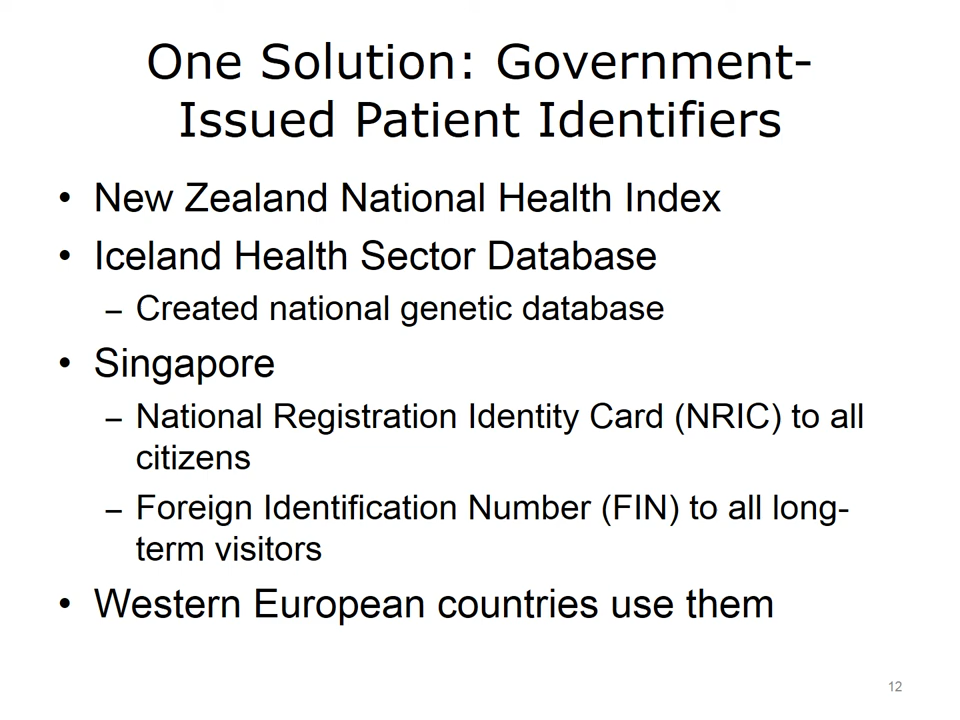 One Solution: Government-
Issued Patient Identifiers
• New Zealand National Health Index
• Iceland Health Sector Database
– Created national genetic database
• Singapore
– National Registration Identity Card (NRIC) to all
citizens
– Foreign Identification Number (FIN) to all long-
term visitors
• Western European countries use them
12